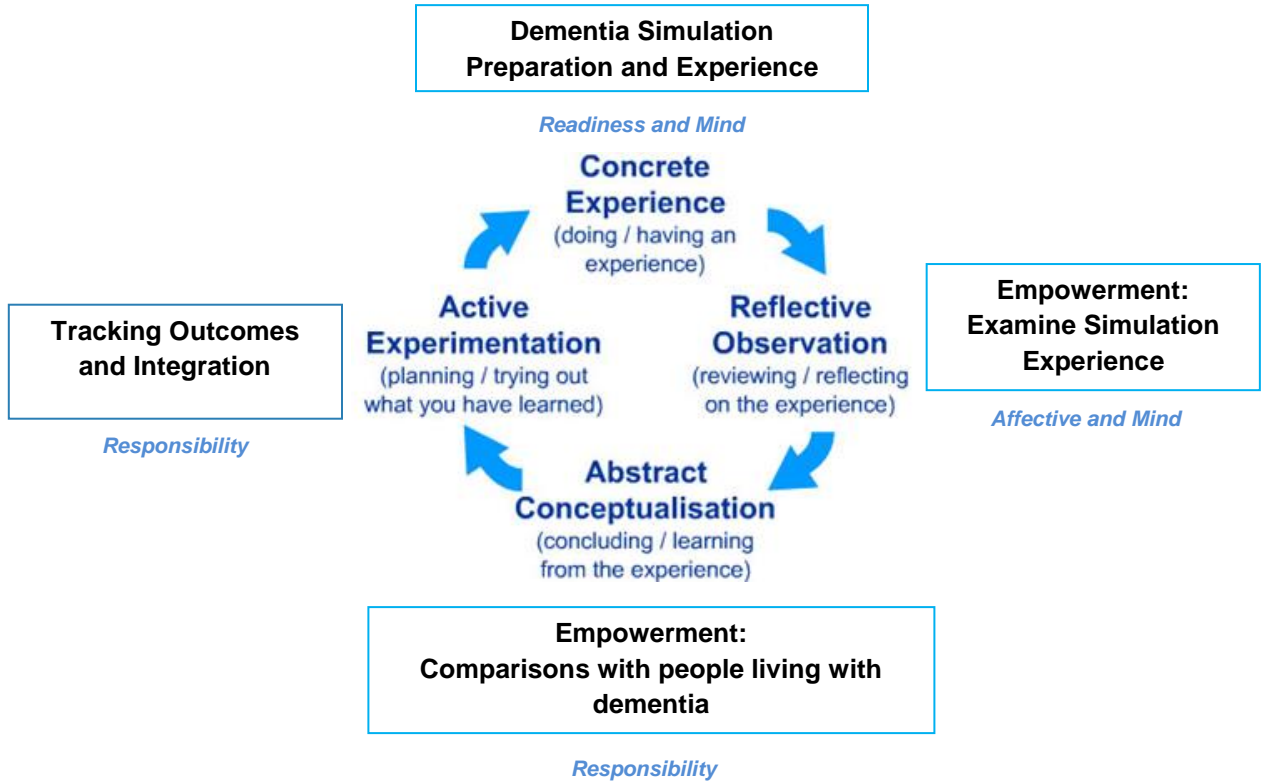 Dementia Simulation
Preparation and Experience
Readiness and Mind
Concrete
Experience
(doing / having an
experience)
Tracking Outcomes
and Integration
Responsibility
Active
Experimentation
(planning / trying out
what you have learned)
Reflective
Observation
(reviewing / reflecting
on the experience)
Empowerment:
Examine Simulation
Experience
Affective and Mind
Abstract
Conceptualisation
(concluding / learning
from the experience)
Empowerment:
Comparisons with people living with
dementia
Responsibility